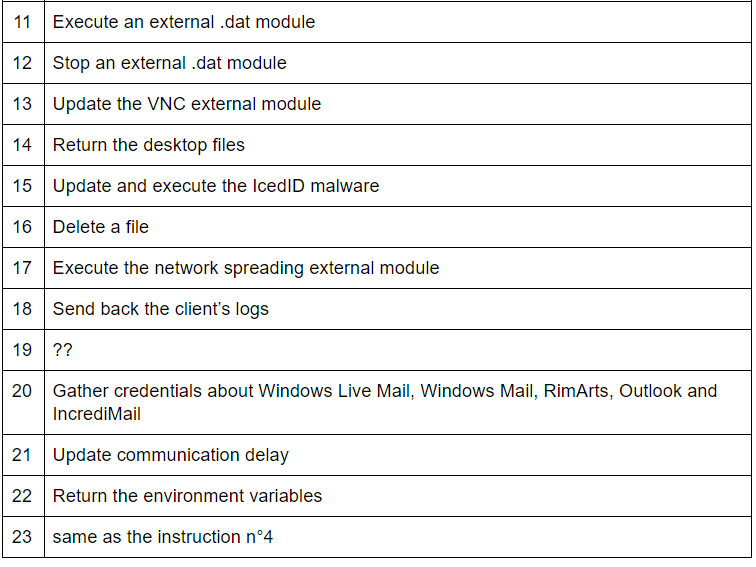 11 Execute an external .dat module
12 Stop an external .dat module
13 Update the VNC external module
14 Return the desktop files
15 Update and execute the IcedID malware
16 Delete a file
17 Execute the network spreading external module
18 Send back the client’s logs
19 ??
20 Gather credentials about Windows Live Mail, Windows Mail, RimArts, Outlook and
IncrediMail
21 Update communication delay
22 Return the environment variables
23 same as the instruction n°4